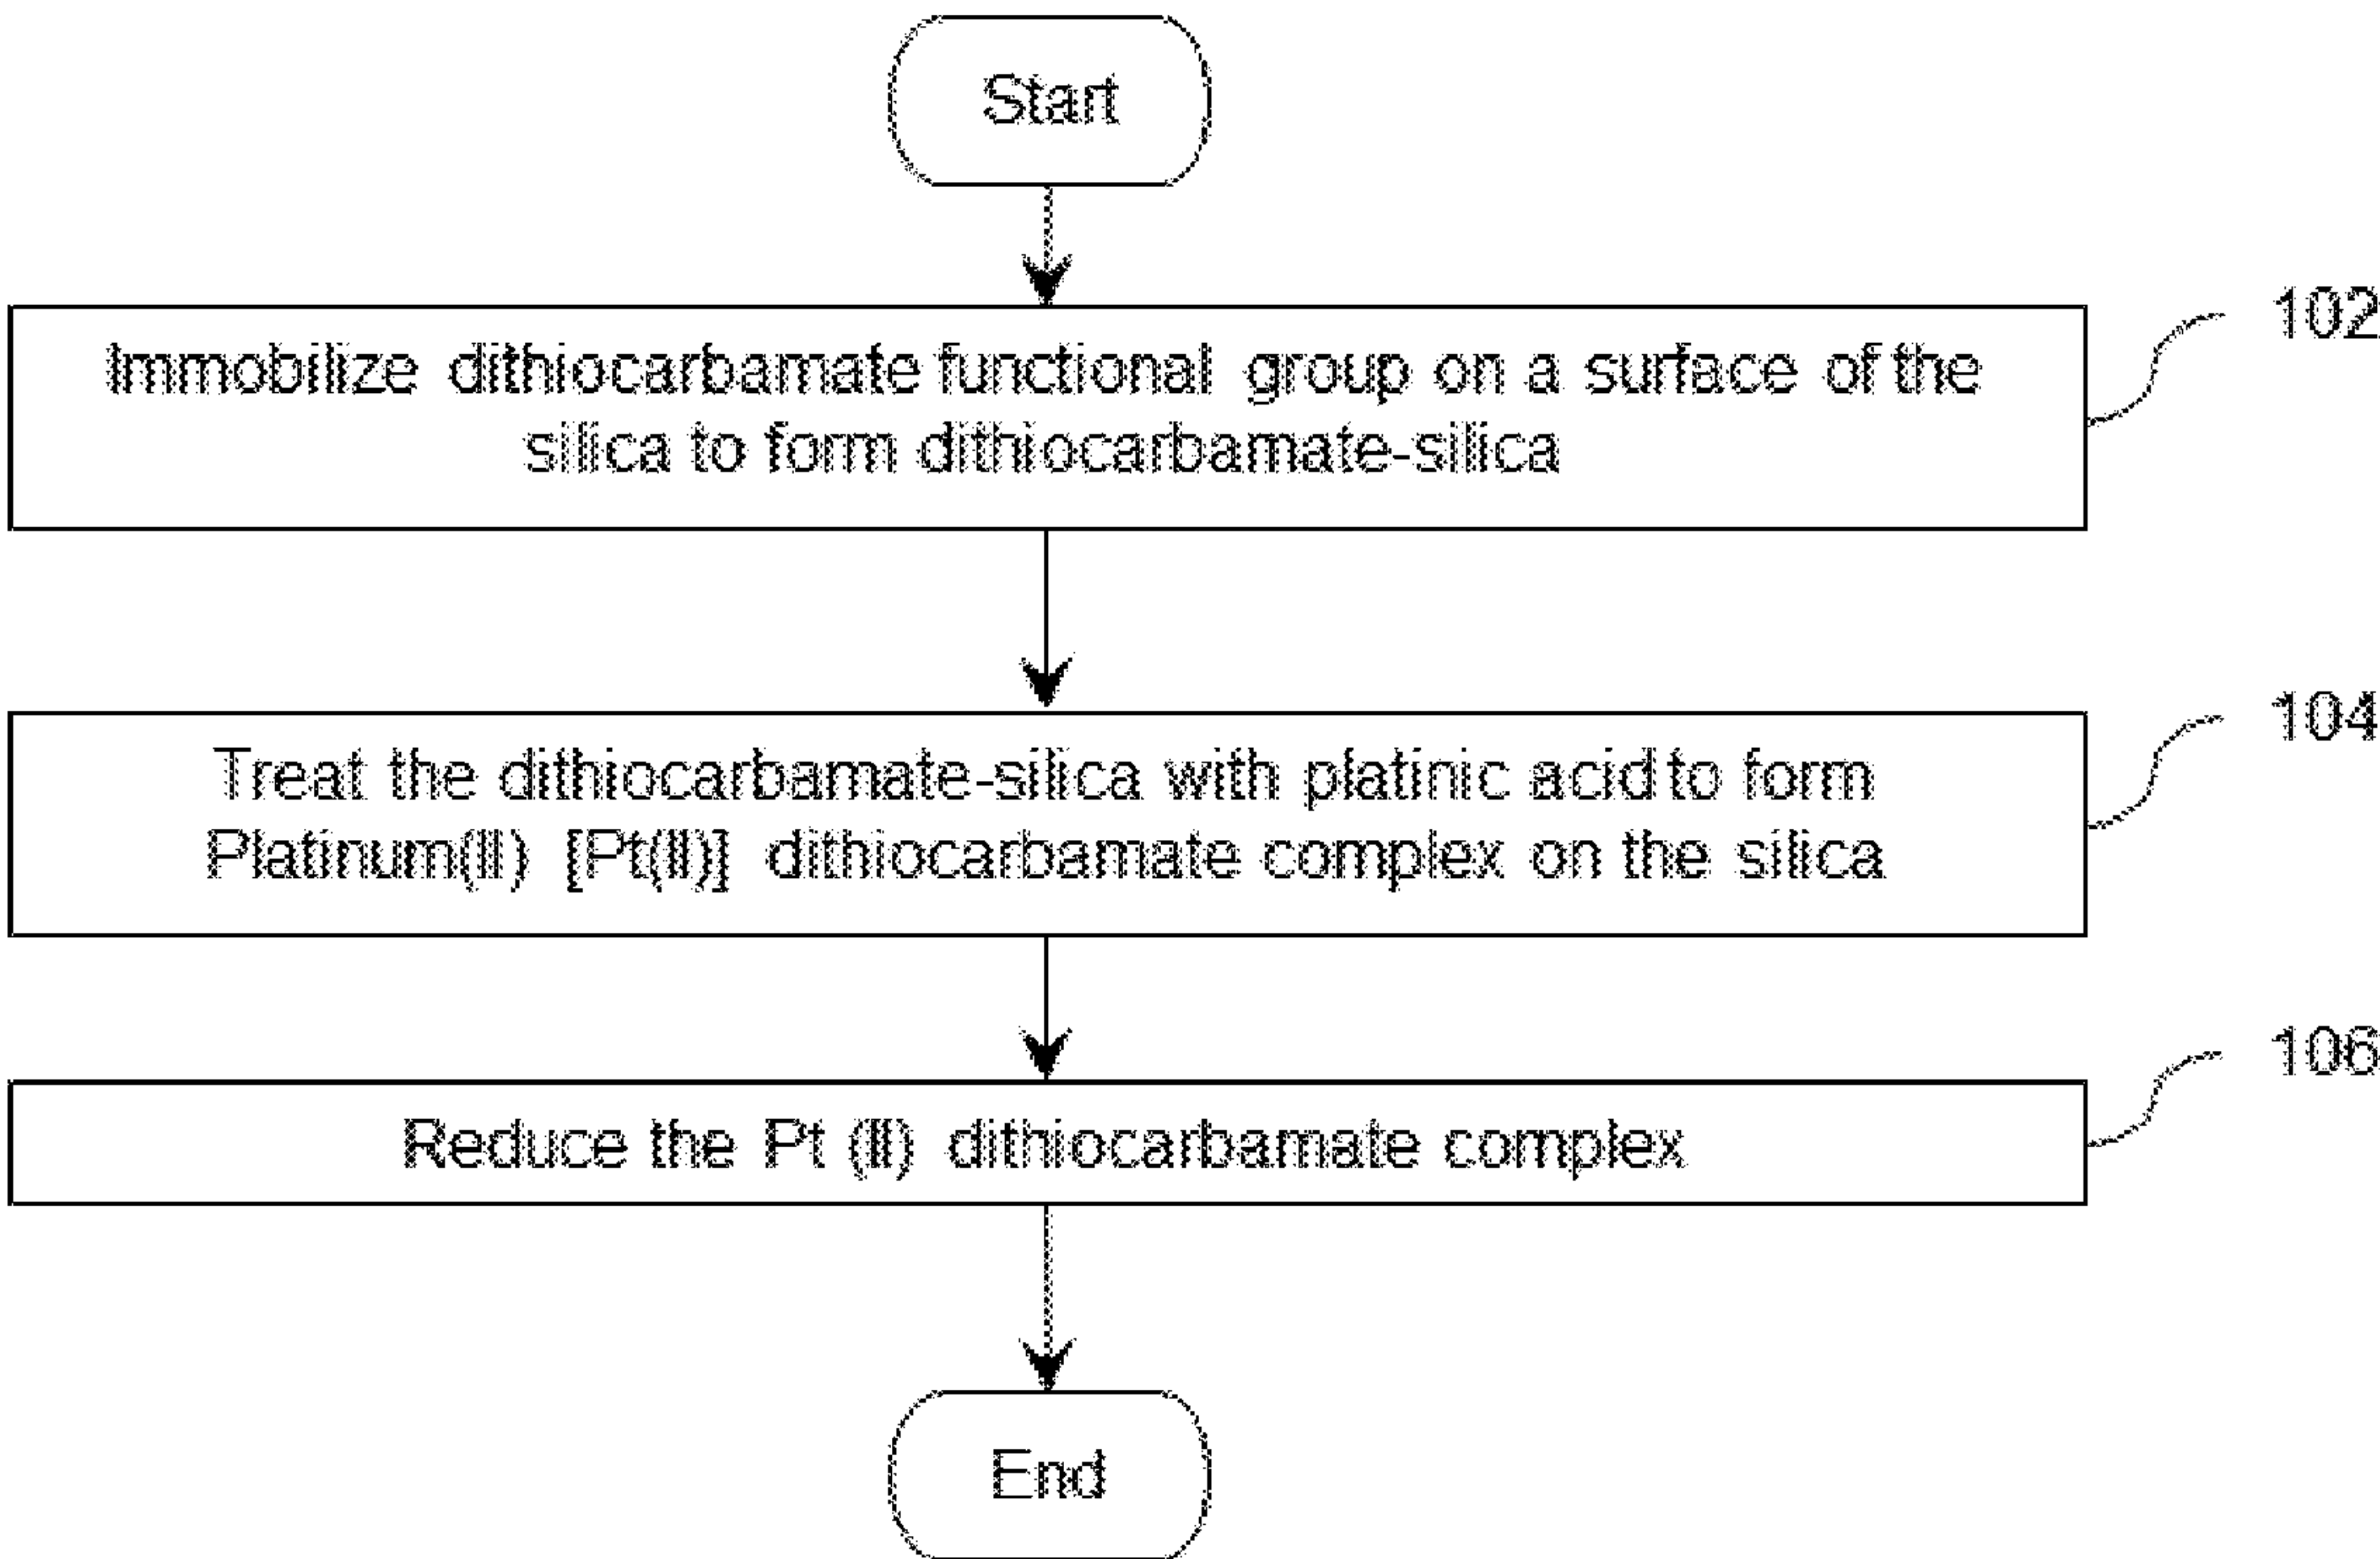 Start
102
Immobilize dithiocarbamate functional group on a surface of the
silica to form dithiocarbamate-silica
104
Treat the dithiocarbamate-silica with platinic acid to form
Platinum(II) [Pt(II)] dithiocarbamate complex on the silica
106
Reduce the Pt (II) dithiocarbamate complex
End